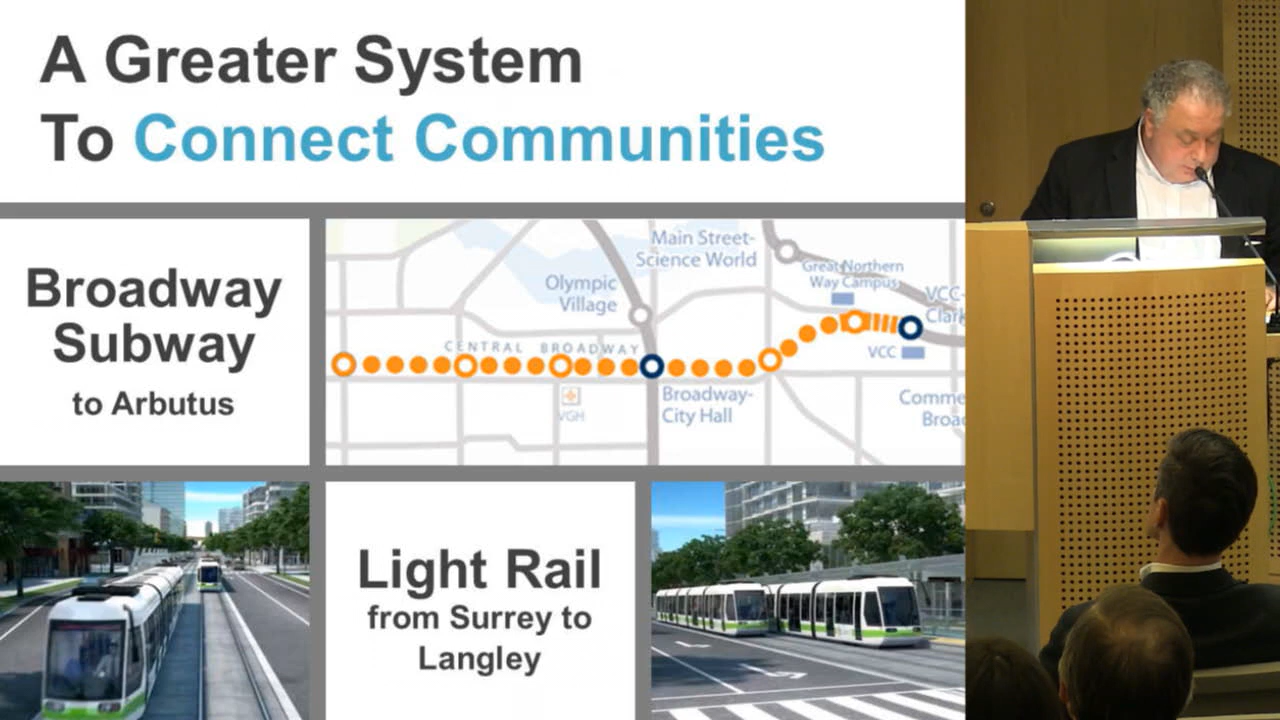 A Greater System
To Connect Communities
Broadway
Subway
to Arbutus
Main Street-
Science World
Great Northern
Way Campus
Olympic
Village
VCC-
CENTRAL BROADWAY
VCC
VGH
Broadway-
City Hall
Light Rail
from Surrey to
Langley